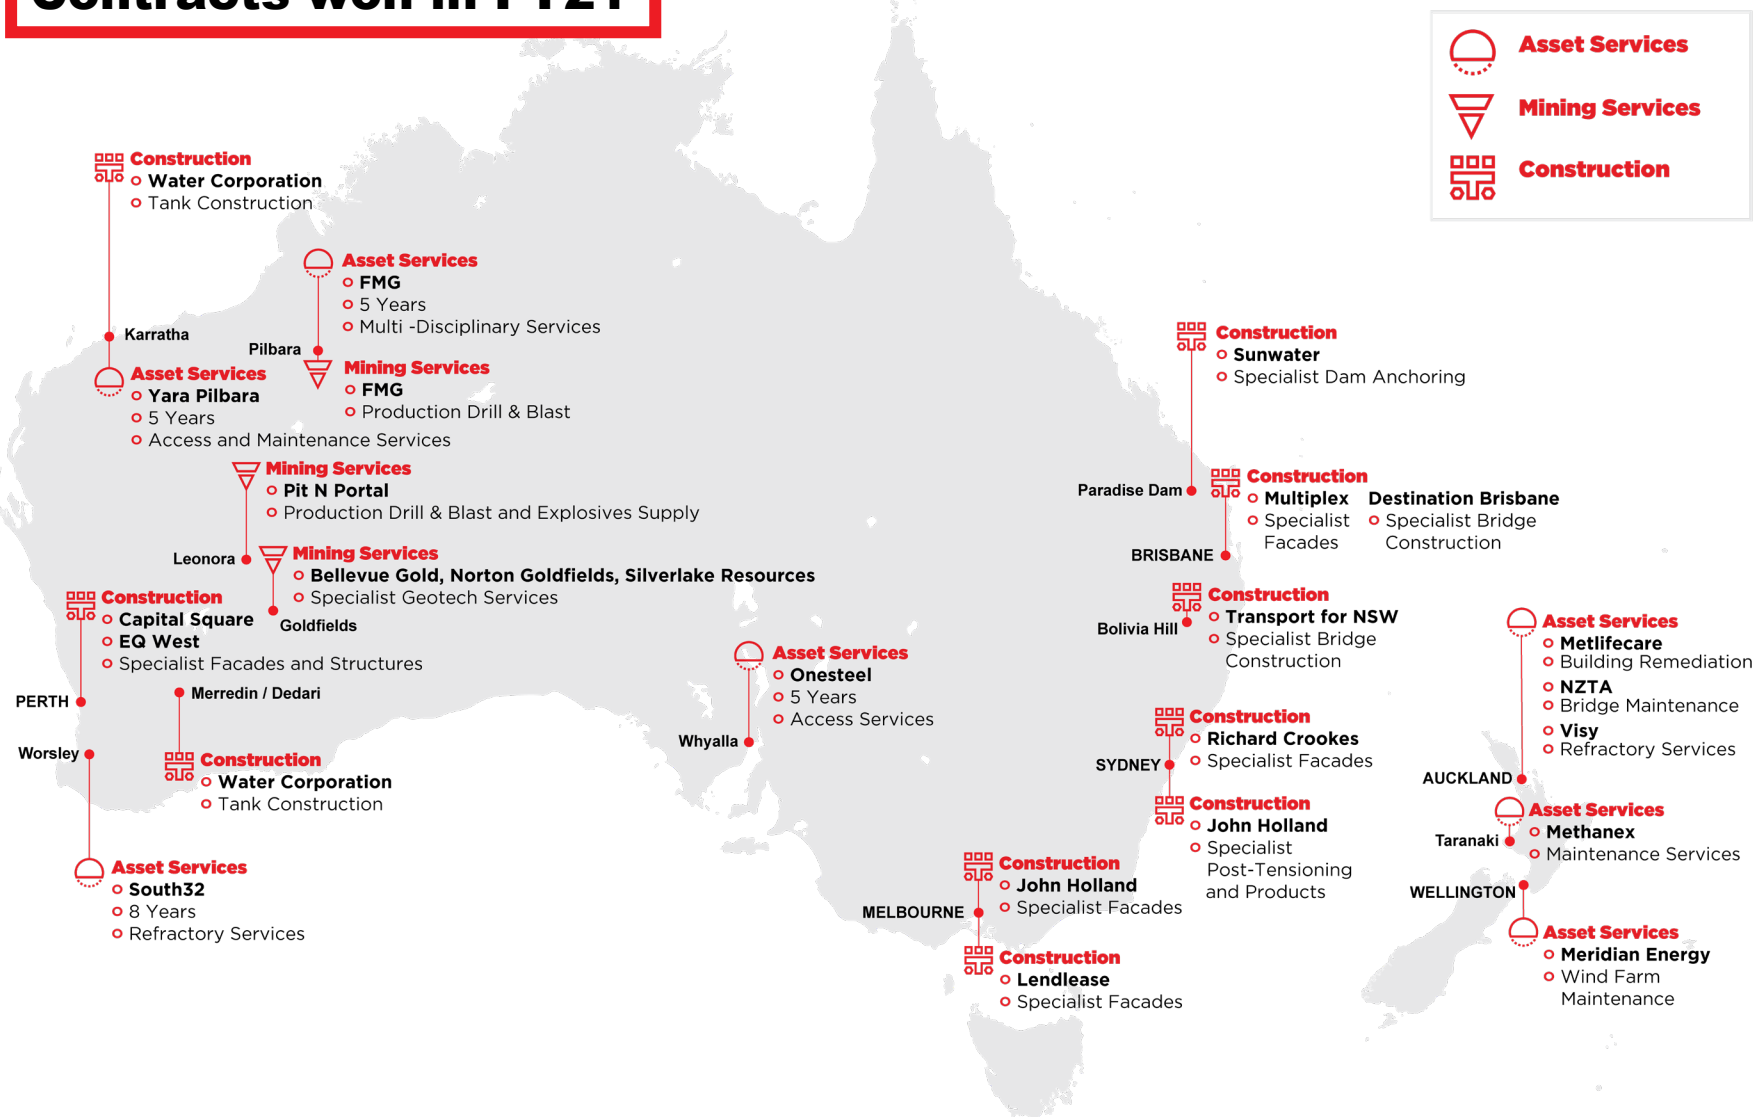 Contracts won in FY21
Asset Services
Mining Services
Construction
Construction
Water Corporation
Tank Construction
Karratha
Asset Services
Yara Pilbara
5 Years
Access and Maintenance Services
Asset Services
FMG
5 Years
Multi -Disciplinary Services
Pilbara
Mining Services
FMG
Production Drill & Blast
Mining Services
Pit N Portal
Production Drill & Blast and Explosives Supply
Leonora
Mining Services
Bellevue Gold, Norton Goldfields, Silverlake Resources
Specialist Geotech Services
Goldfields
Construction
Capital Square
EQ West
Specialist Facades and Structures
PERTH
Merredin / Dedari
Construction
Water Corporation
Tank Construction
Worsley
Asset Services
South32
8 Years
Refractory Services
Asset Services
Onesteel
5 Years
Access Services
Whyalla
Construction
Sunwater
Specialist Dam Anchoring
Paradise Dam
Construction
Multiplex Destination Brisbane
Specialist Specialist Bridge
Facades Construction
BRISBANE
Construction
Transport for NSW
Specialist Bridge
Construction
Bolivia Hill
Construction
Richard Crookes
Specialist Facades
SYDNEY
Construction
John Holland
Specialist
Post-Tensioning
and Products
Construction
John Holland
Specialist Facades
MELBOURNE
Construction
Lendlease
Specialist Facades
Asset Services
Metlifecare
Building Remediation
NZTA
Bridge Maintenance
Visy
Refractory Services
AUCKLAND
Asset Services
Methanex
Maintenance Services
Taranaki
WELLINGTON
Asset Services
Meridian Energy
Wind Farm
Maintenance